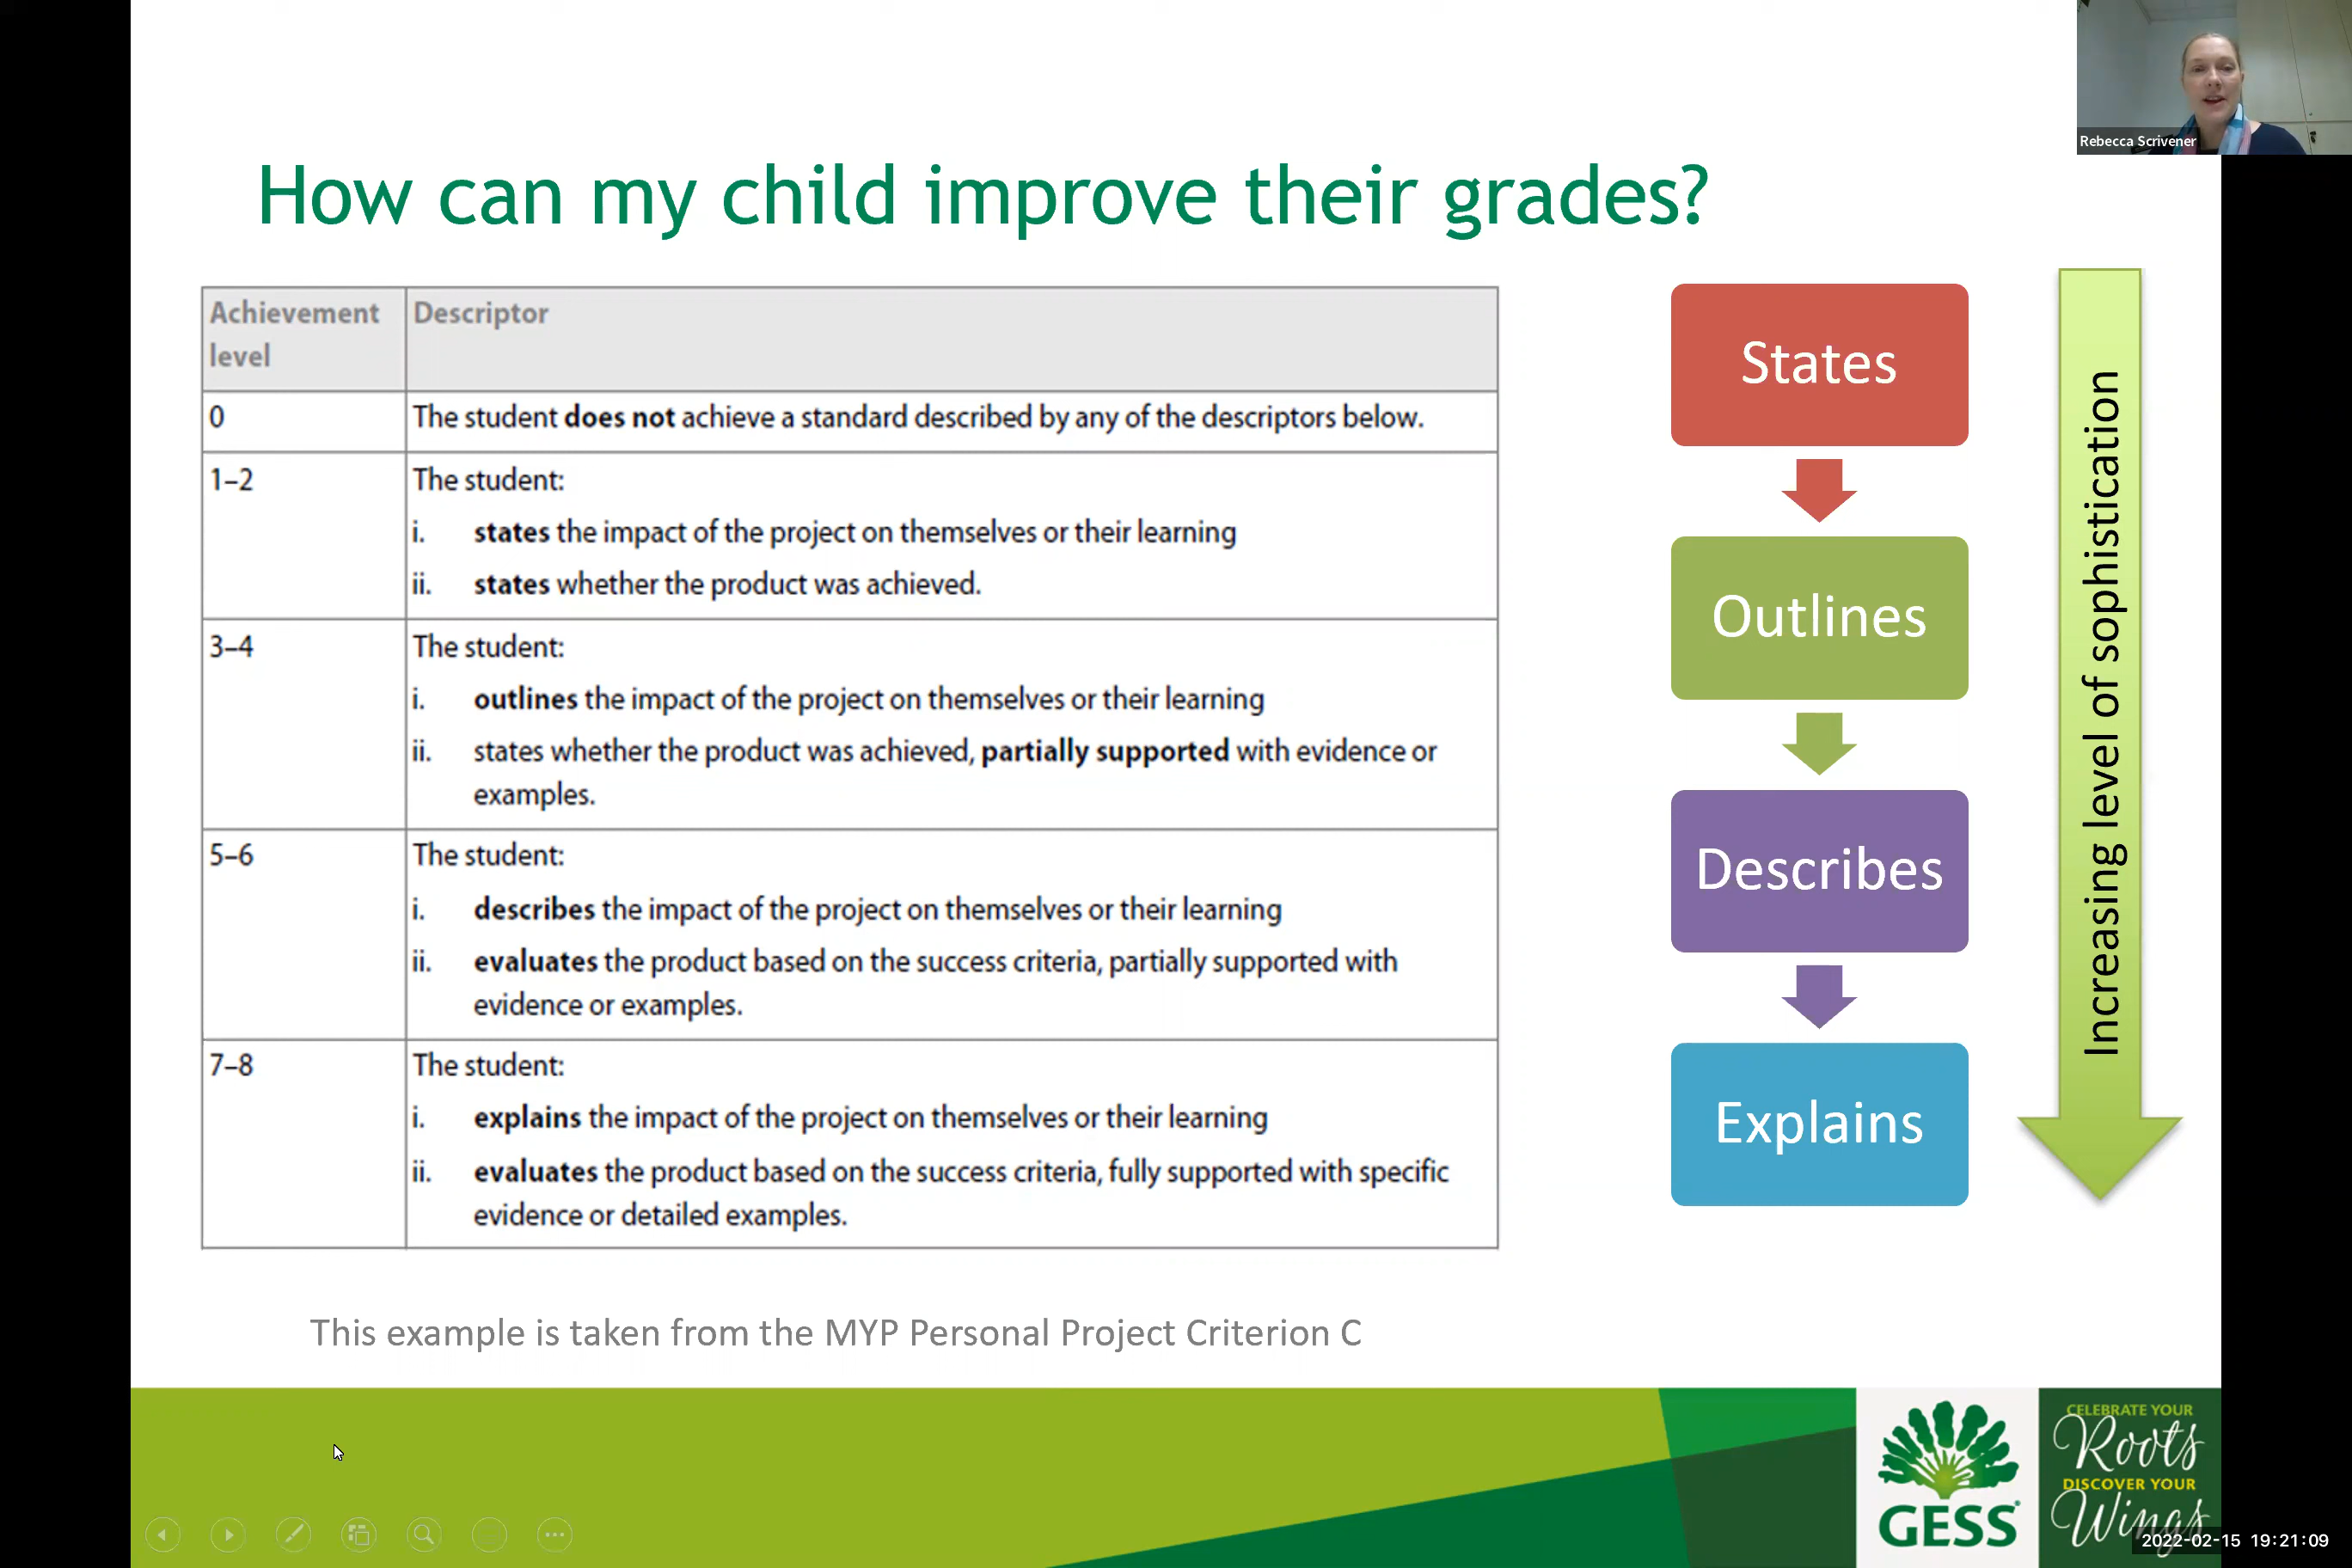 Rebecca Scrivener
How can my child improve their grades?
Achievement
level
Descriptor
0
The student does not achieve a standard described by any of the descriptors below.
1–2
The student:
i. states the impact of the project on themselves or their learning
ii. states whether the product was achieved.
3–4
The student:
i. outlines the impact of the project on themselves or their learning
ii. states whether the product was achieved, partially supported with evidence or
examples.
5–6
The student:
i. describes the impact of the project on themselves or their learning
ii. evaluates the product based on the success criteria, partially supported with
evidence or examples.
7–8
The student:
i. explains the impact of the project on themselves or their learning
ii. evaluates the product based on the success criteria, fully supported with specific
evidence or detailed examples.
States
Outlines
Describes
Explains
Increasing level of sophistication
This example is taken from the MYP Personal Project Criterion C
GESS
CELEBRATE YOUR
Roots
DISCOVER YOUR
Wings
2022-02-15 19:21:09